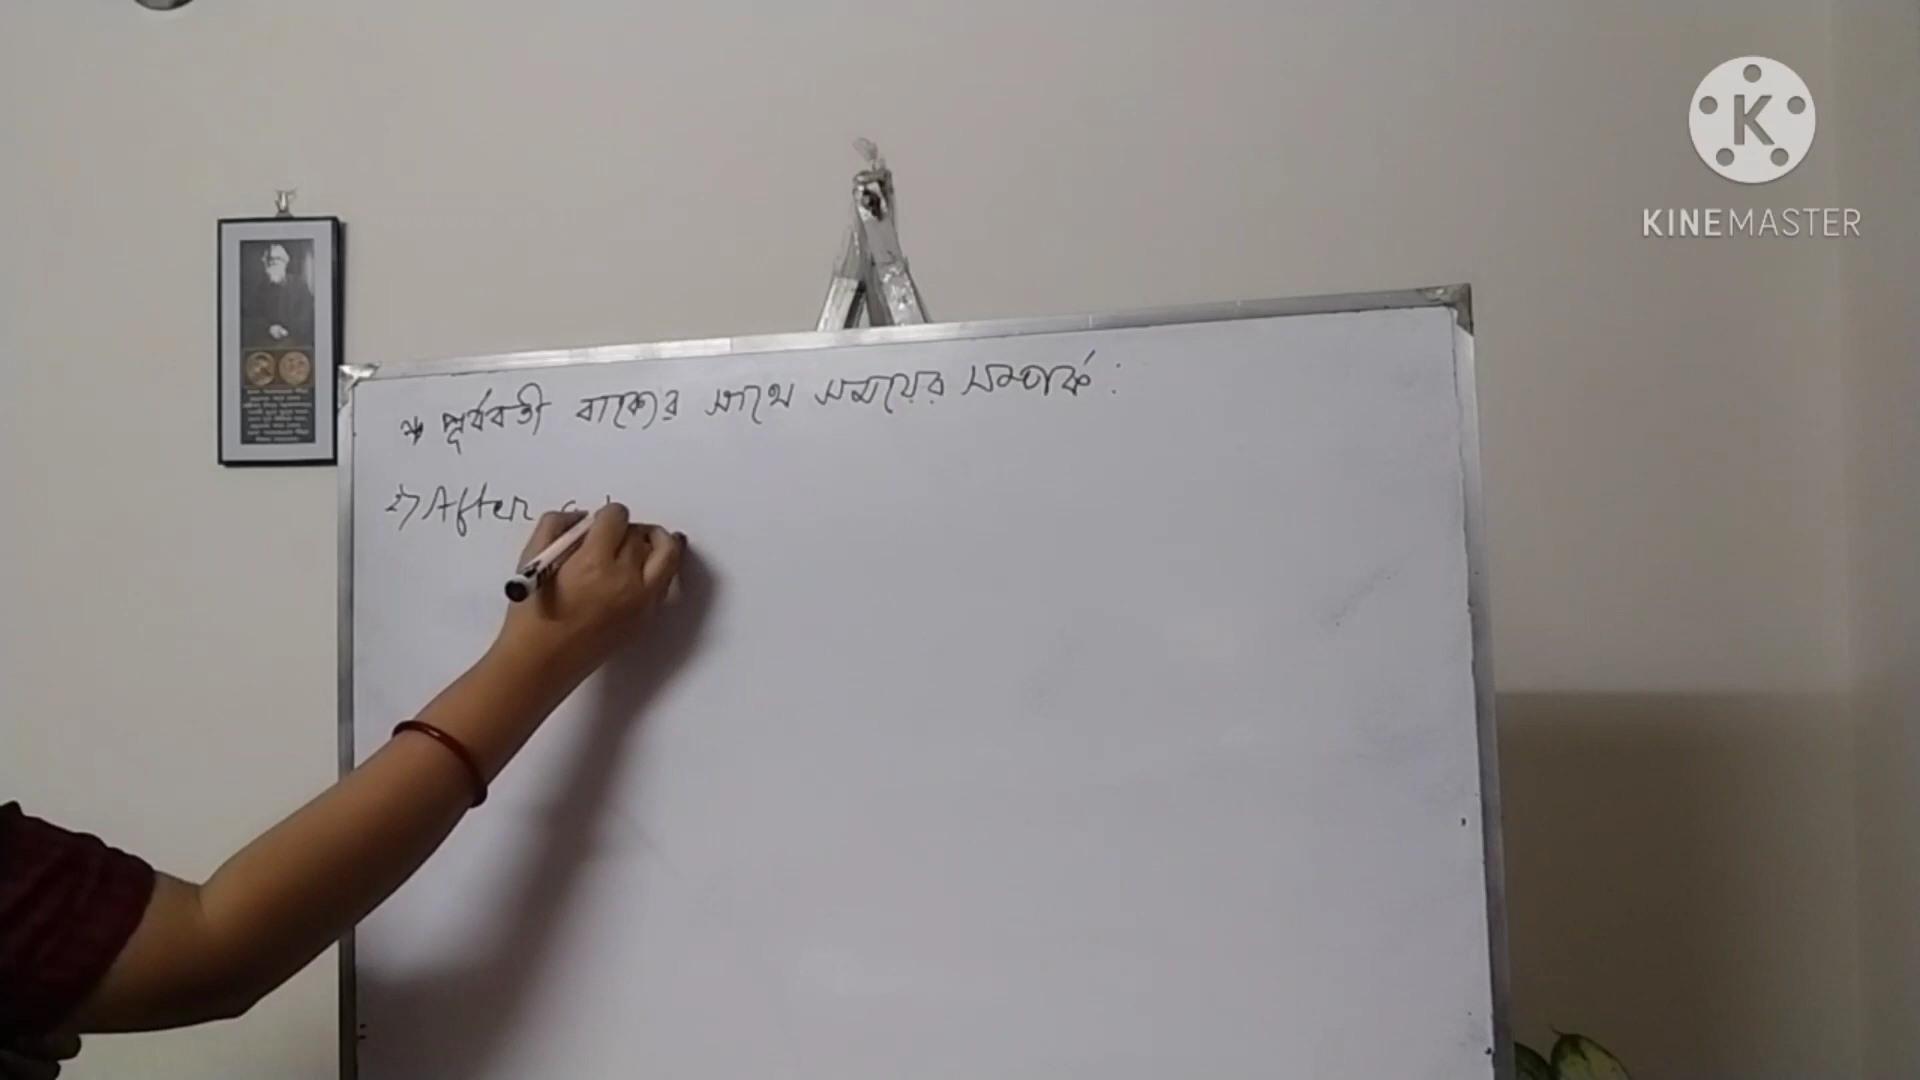 * পূর্ববর্তী বাক্যের সাথে সময়ের সম্পর্ক :
১) After
K
KINEMASTER